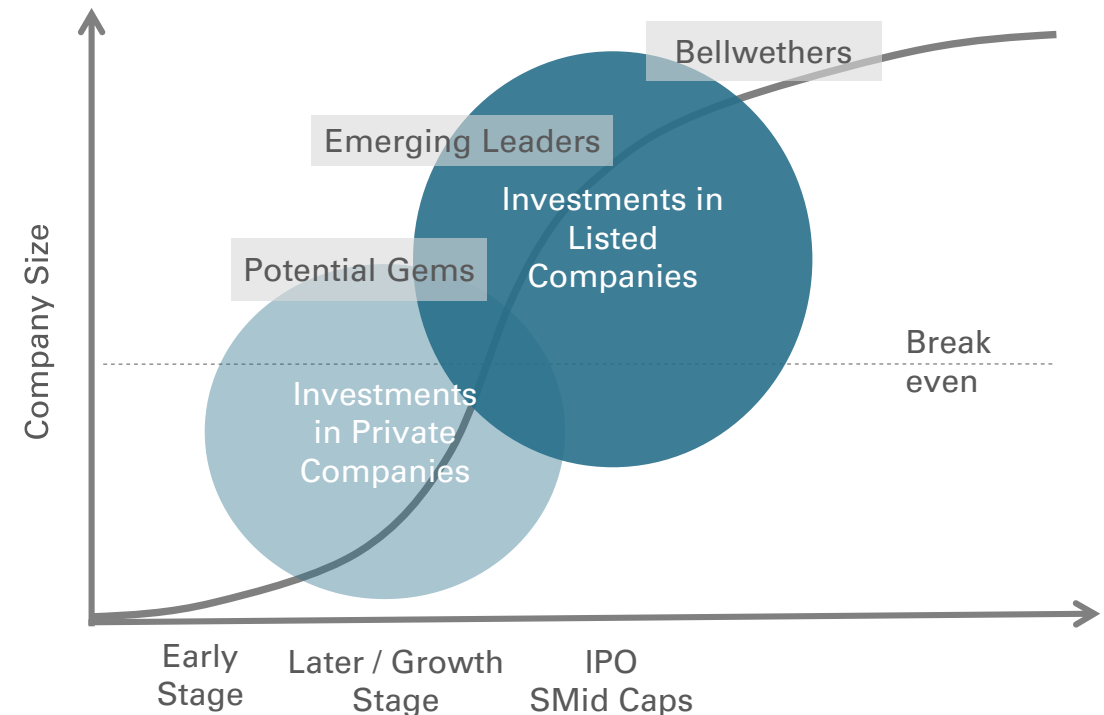 Bellwethers
Emerging Leaders
Investments in
Listed
Companies
Potential Gems
Company Size
Break
even
Investments
in Private
Companies
Early
Stage
Later / Growth
Stage
IPO
SMid Caps